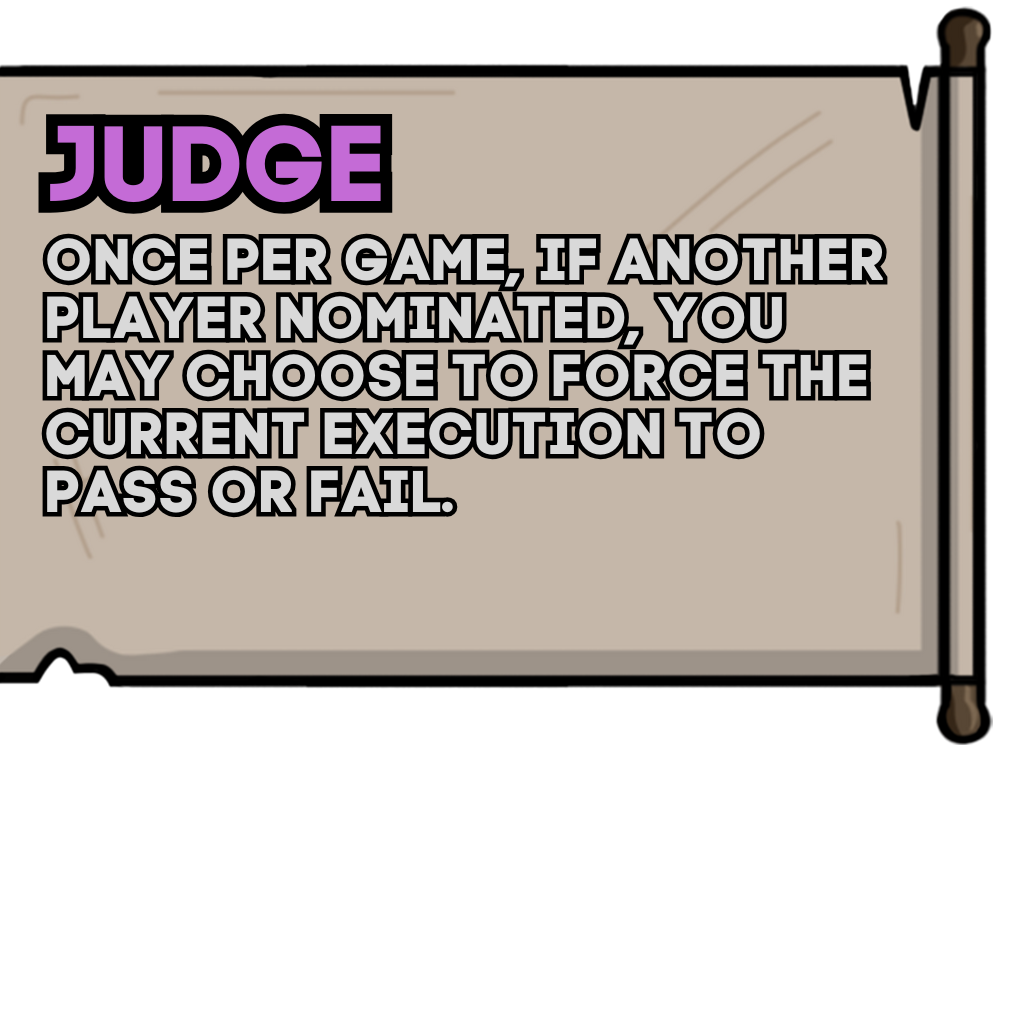 JUDGE
ONCE PER GAME, IF ANOTHER
PLAYER NOMINATED, YOU
MAY CHOOSE TO FORCE THE
CURRENT EXECUTION TO
PASS OR FAIL.